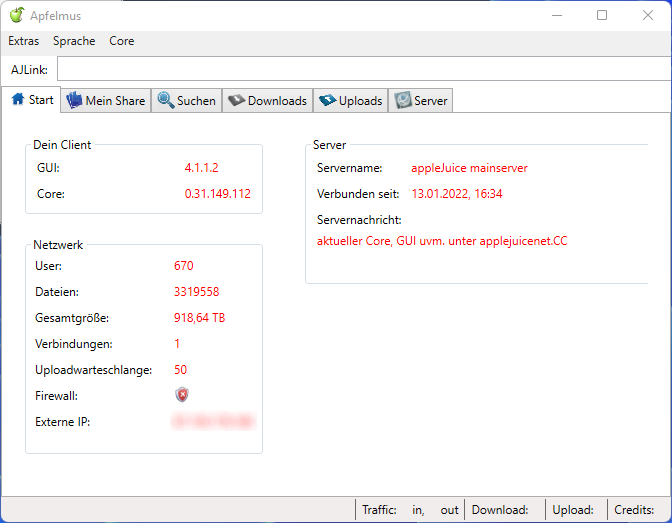 Apfelmus
Extras Sprache Core
AJLink:
Start Mein Share Suchen Downloads Uploads Server
Dein Client
GUI: 4.1.1.2
Core: 0.31.149.112
Netzwerk
User: 670
Dateien: 3319558
Gesamtgröße: 918,64 TB
Verbindungen: 1
Uploadwarteschlange: 50
Firewall:
Externe IP:
Server
Servername: appleJuice mainserver
Verbunden seit: 13.01.2022, 16:34
Servernachricht:
aktueller Core, GUI uvm. unter applejuicenet.CC
Traffic: in, out Download: Upload: Credits: